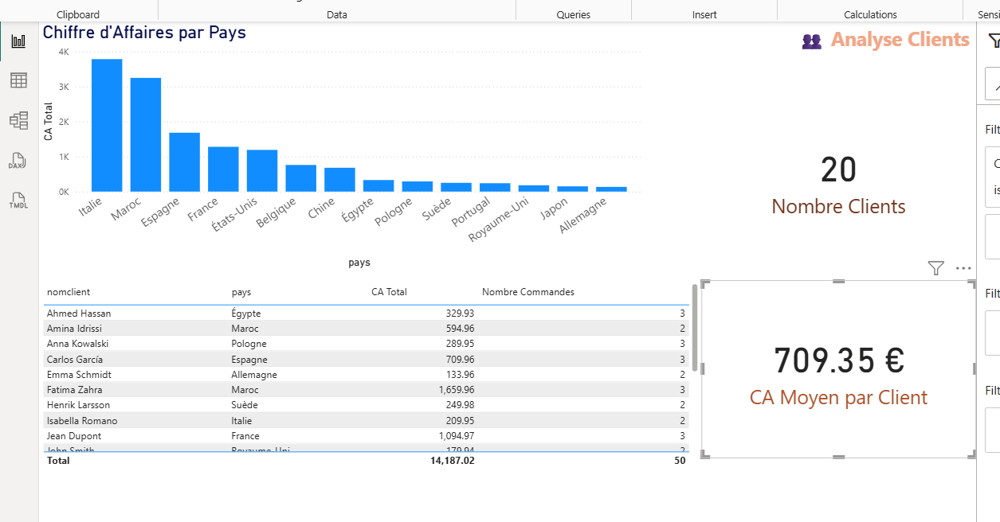 Clipboard Data Queries Insert Calculations Sensi
Chiffre d'Affaires par Pays
Analyse Clients
4K
3K
2K
1K
0K
CA Total
Italie Maroc Espagne France États-Unis Belgique Chine Égypte Pologne Suède Portugal Royaume-Uni Japon Allemagne
pays
20
Nombre Clients
nomclient pays CA Total Nombre Commandes
Ahmed Hassan Égypte 329.93 3
Amina Idrissi Maroc 594.96 2
Anna Kowalski Pologne 289.95 3
Carlos García Espagne 709.96 3
Emma Schmidt Allemagne 133.96 2
Fatima Zahra Maroc 1,659.96 3
Henrik Larsson Suède 249.98 2
Isabella Romano Italie 209.95 2
Jean Dupont France 1,094.97 3
John Smith Royaume-Uni 179.94 2
Total 14,187.02 50
709.35 €
CA Moyen par Client
DAX
TMDL
Filt
is
Filt
Filt